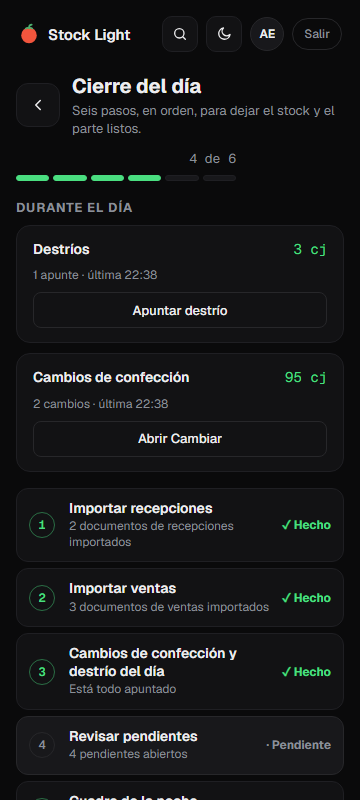 Stock Light
AE
Salir
Cierre del día
Seis pasos, en orden, para dejar el stock y el
parte listos.
4 de 6
DURANTE EL DÍA
Destríos
3 cj
1 apunte · última 22:38
Apuntar destrío
Cambios de confección
95 cj
2 cambios · última 22:38
Abrir Cambiar
1
Importar recepciones
2 documentos de recepciones
importados
✓ Hecho
2
Importar ventas
3 documentos de ventas importados
✓ Hecho
3
Cambios de confección y
destrío del día
Está todo apuntado
✓ Hecho
4
Revisar pendientes
4 pendientes abiertos
· Pendiente